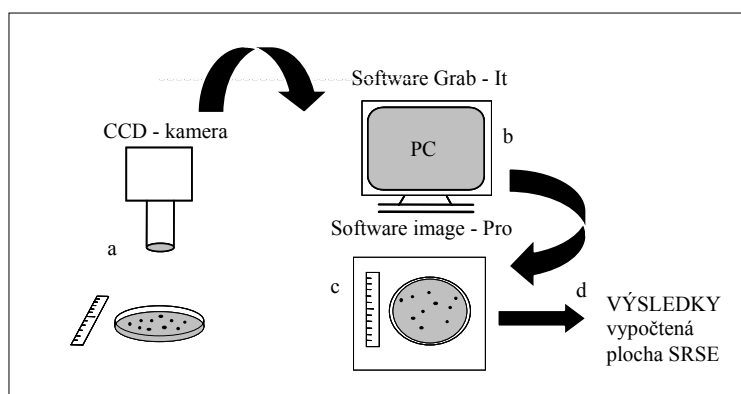 Software Grab - It
CCD - kamera
b
PC
Software image - Pro
a
c
d
VÝSLEDKY
vypočtená
plocha SRSE